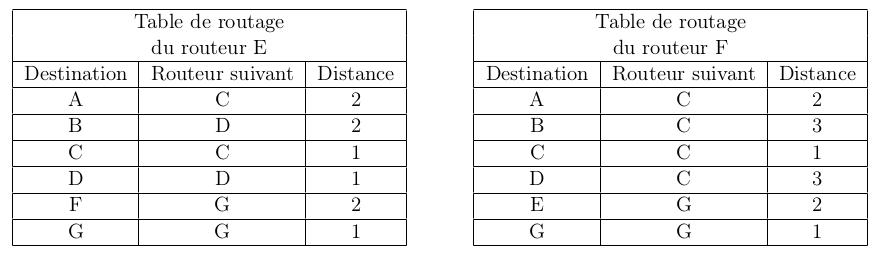 Table de routage
du routeur E
Destination Routeur suivant Distance
A C 2
B D 2
C C 1
D D 1
F G 2
G G 1
Table de routage
du routeur F
Destination Routeur suivant Distance
A C 2
B C 3
C C 1
D C 3
E G 2
G G 1